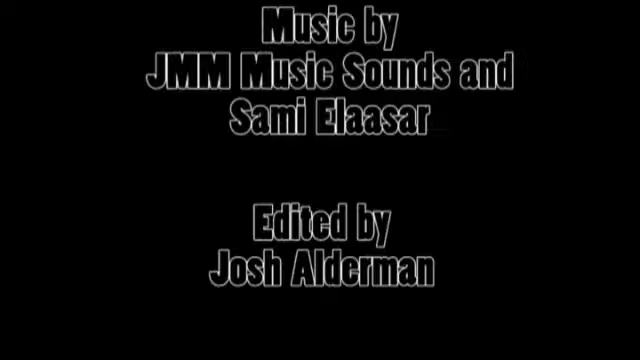 Music by
JMM Music Sounds and
Sami Elaasar
Edited by
Josh Alderman